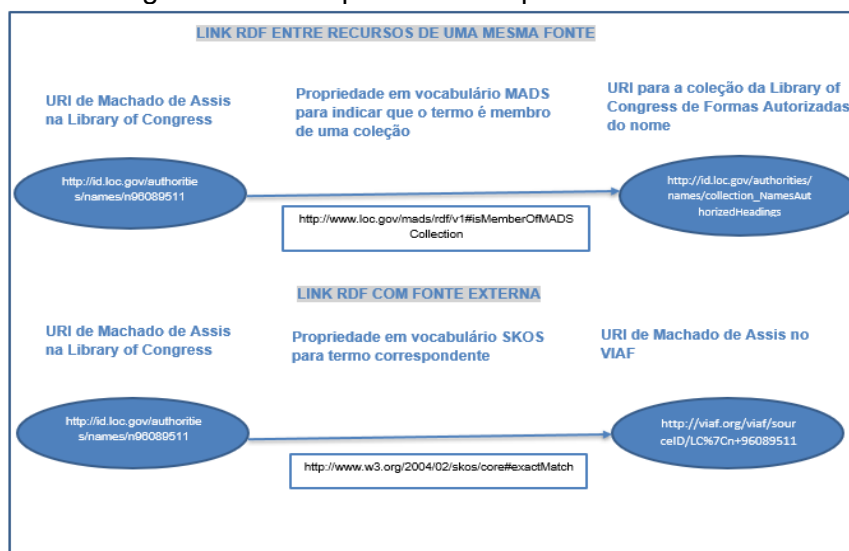 LINK RDF ENTRE RECURSOS DE UMA MESMA FONTE
URI de Machado de Assis
na Library of Congress
Propriedade em vocabulário MADS
para indicar que o termo é membro
de uma coleção
URI para a coleção da Library of
Congress de Formas Autorizadas
do nome
http://id.loc.gov/authoritie
s/names/n96089511
http://www.loc.gov/mads/rdf/v1#isMemberOfMADS
Collection
http://id.loc.gov/authorities/
names/collection_NamesAut
horizedHeadings
LINK RDF COM FONTE EXTERNA
URI de Machado de Assis
na Library of Congress
Propriedade em vocabulário SKOS
para termo correspondente
URI de Machado de Assis no
VIAF
http://id.loc.gov/authoritie
s/names/n96089511
http://www.w3.org/2004/02/skos/core#exactMatch
http://viaf.org/viaf/sour
ceID/LC%7Cn+96089511